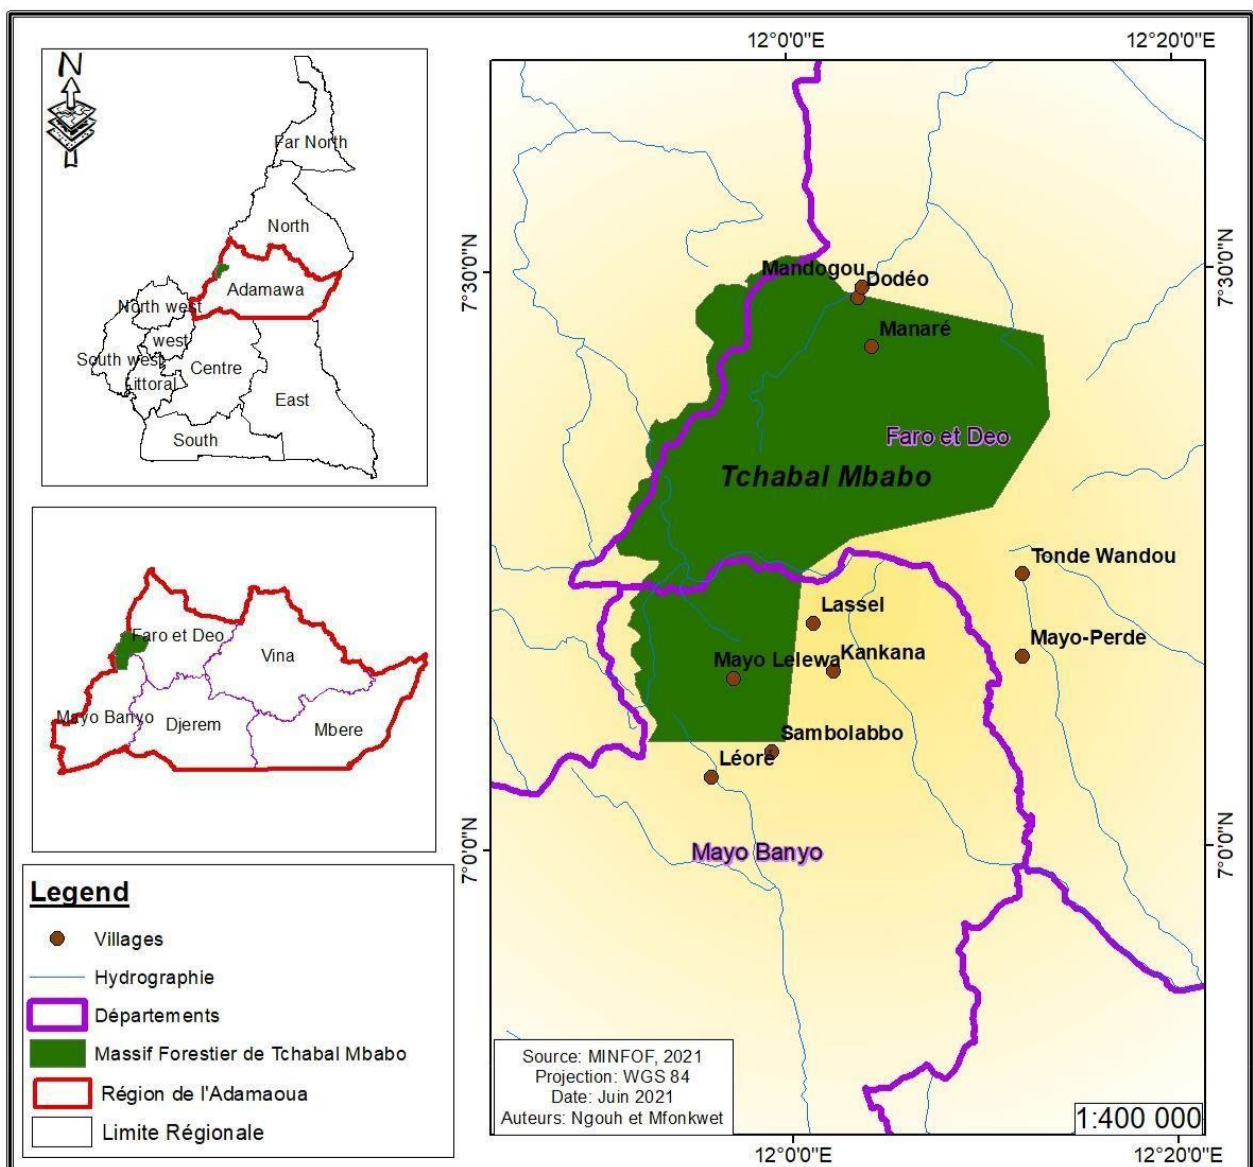 N
Far North
North
Adamawa
North west
west
South west
Littoral
Centre
East
South
Faro et Deo
Vina
Mayo Banyo
Djerem
Mbere
Legend
Villages
Hydrographie
Départements
Massif Forestier de Tchabal Mbabo
Région de l'Adamaoua
Limite Régionale
12°0'0"E
12°20'0"E
7°30'0"N
7°30'0"N
Mandogou
Dodéo
Manaré
Faro et Deo
Tchabal Mbabo
Tonde Wandou
Lassel
Mayo-Perde
Kankana
Mayo Lelewa
Sambolabbo
Léoré
7°0'0"N
7°0'0"N
Mayo Banyo
Source: MINFOF, 2021
Projection: WGS 84
Date: Juin 2021
Auteurs: Ngouh et Mfonkwet
1:400 000
12°0'0"E
12°20'0"E